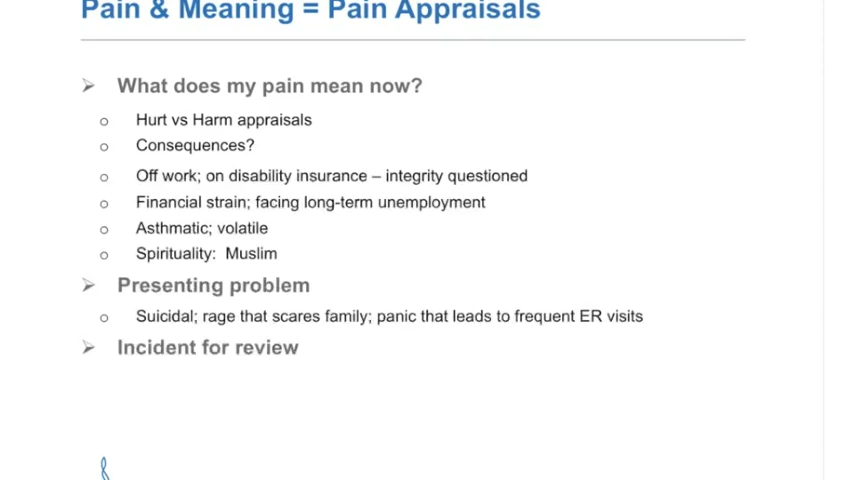 Pain & Meaning = Pain Appraisals
➢ What does my pain mean now?
o Hurt vs Harm appraisals
o Consequences?
o Off work; on disability insurance – integrity questioned
o Financial strain; facing long-term unemployment
o Asthmatic; volatile
o Spirituality: Muslim
➢ Presenting problem
o Suicidal; rage that scares family; panic that leads to frequent ER visits
➢ Incident for review